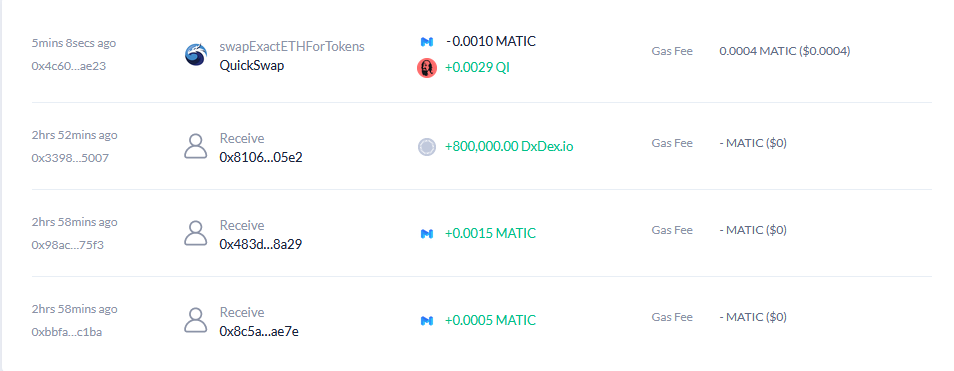 5mins 8secs ago
0x4c60...ae23
swapExactETHForTokens
QuickSwap
-0.0010 MATIC
+0.0029 QI
Gas Fee
0.0004 MATIC ($0.0004)
2hrs 52mins ago
0x3398...5007
Receive
0x8106...05e2
+800,000.00 DxDex.io
Gas Fee
- MATIC ($0)
2hrs 58mins ago
0x98ac...75f3
Receive
0x483d...8a29
+0.0015 MATIC
Gas Fee
- MATIC ($0)
2hrs 58mins ago
0xbbfa...c1ba
Receive
0x8c5a...ae7e
+0.0005 MATIC
Gas Fee
- MATIC ($0)